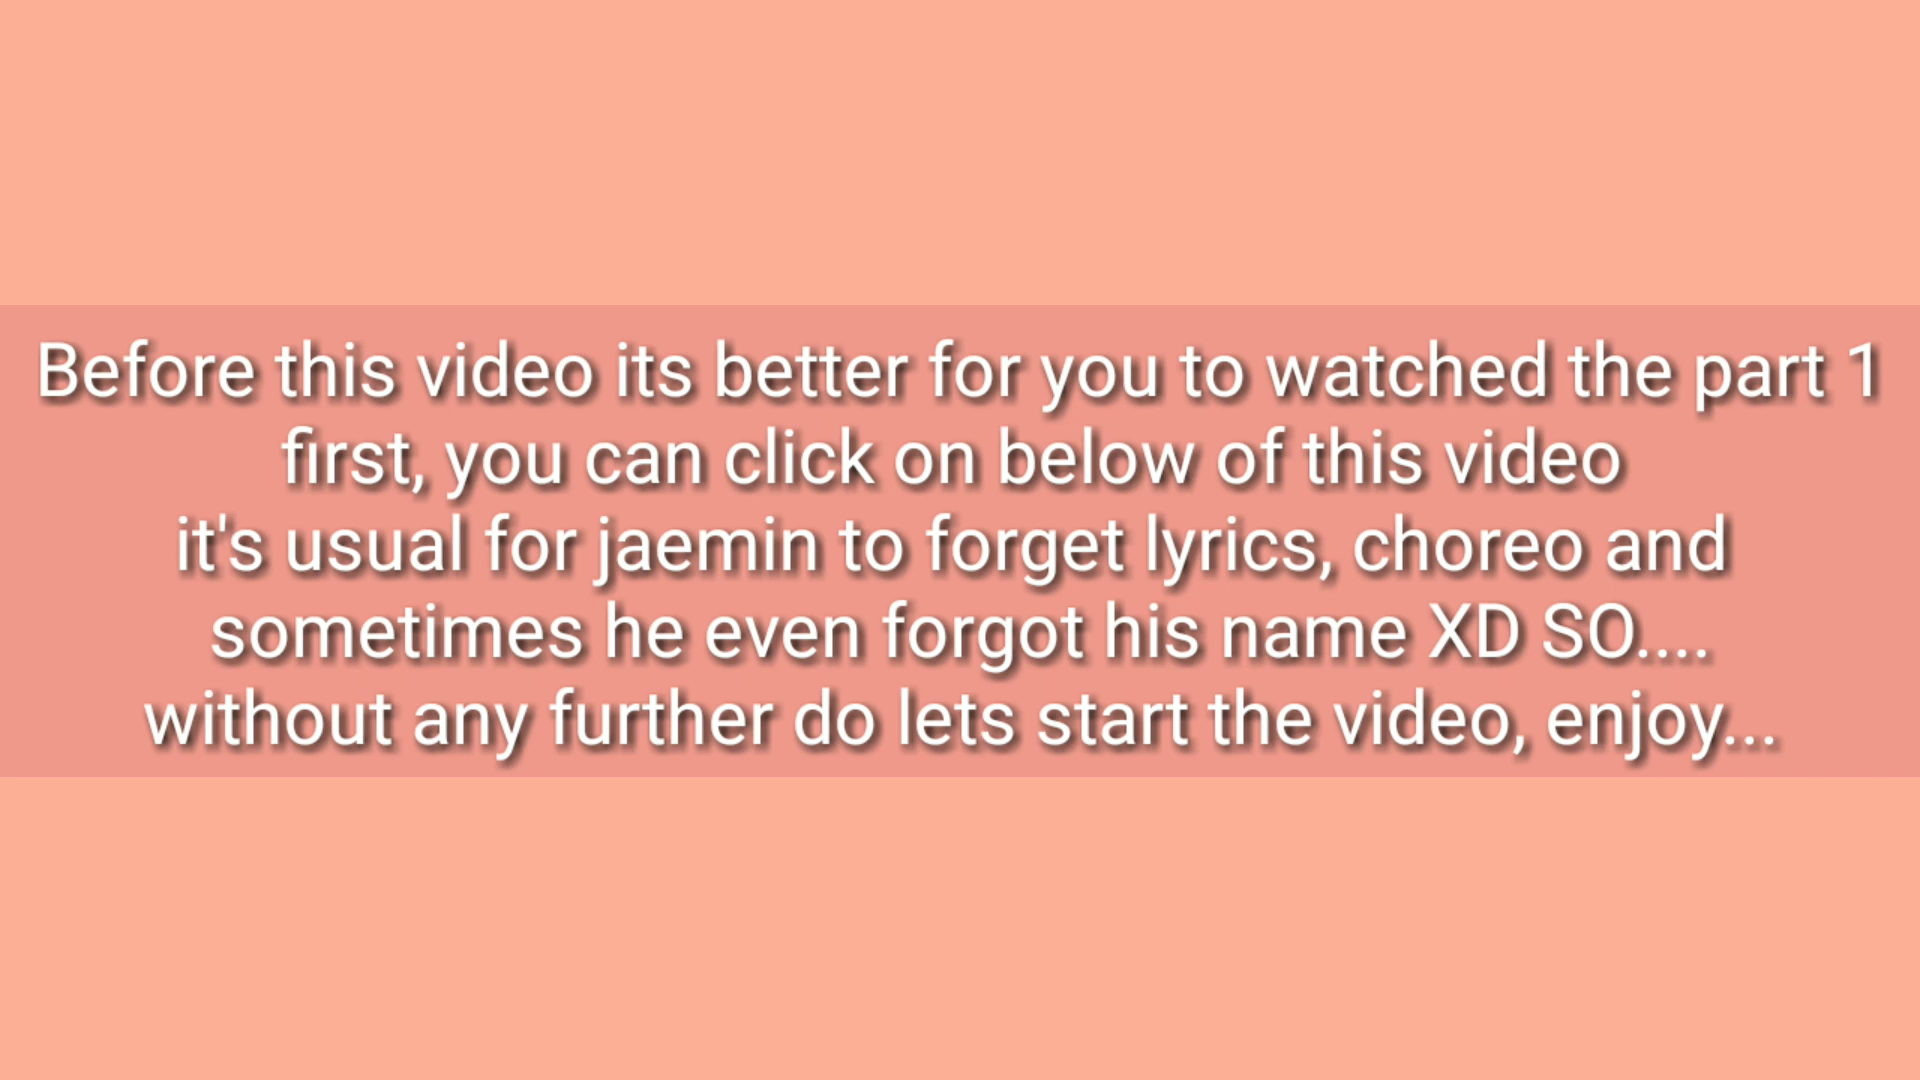 Before this video its better for you to watched the part 1
first, you can click on below of this video
it's usual for jaemin to forget lyrics, choreo and
sometimes he even forgot his name XD SO....
without any further do lets start the video, enjoy...